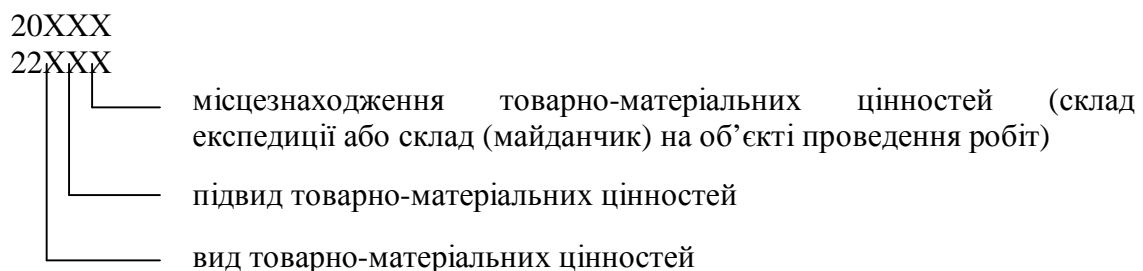 20XXX
22XXX
місцезнаходження товарно-матеріальних цінностей (склад
експедиції або склад (майданчик) на об’єкті проведення робіт)
підвид товарно-матеріальних цінностей
вид товарно-матеріальних цінностей